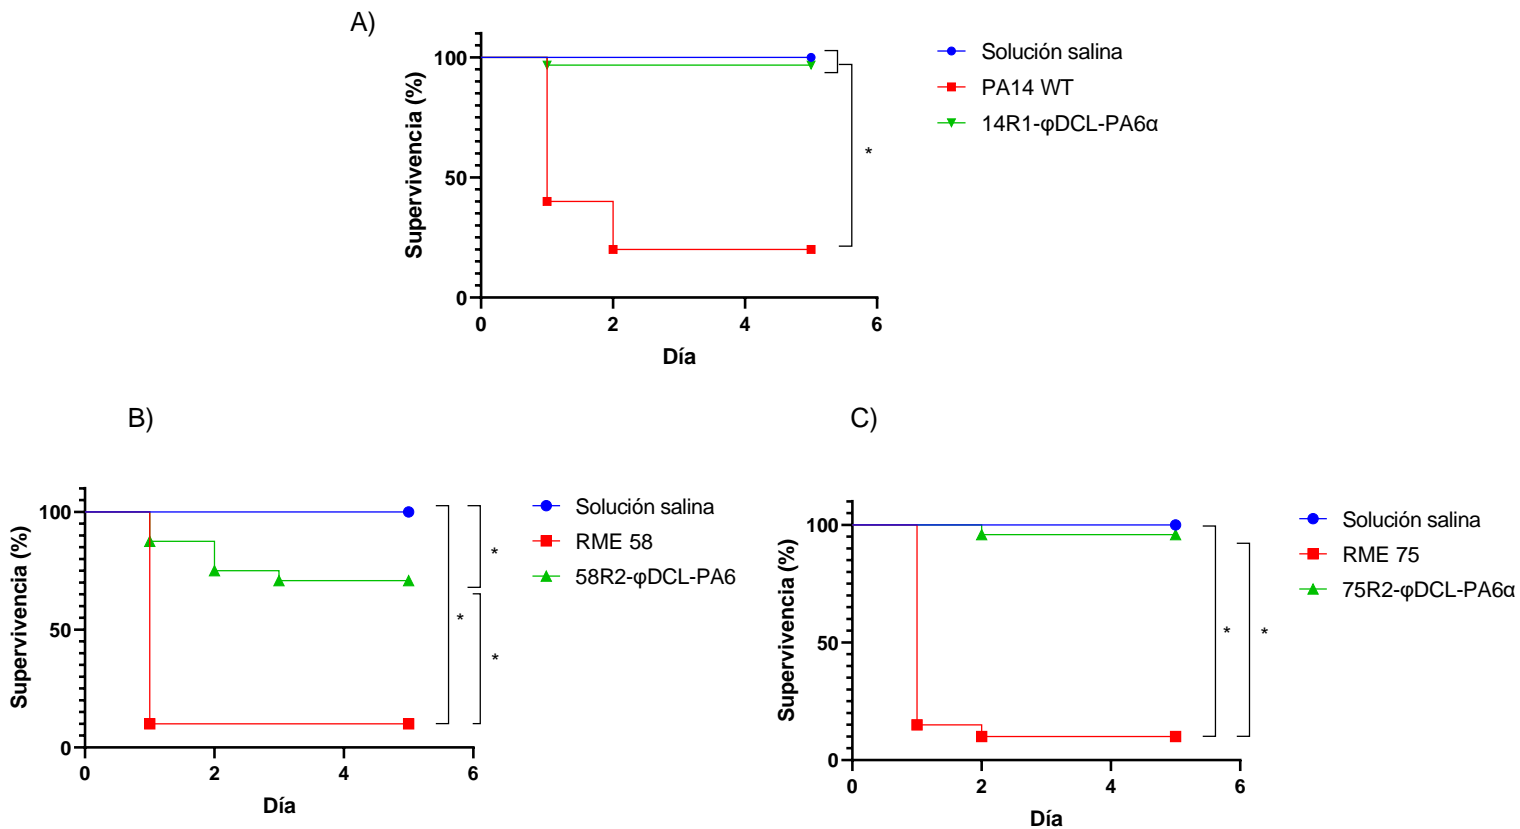 A)
Supervivencia (%)
100
50
0
0 2 4 6
Día
Solución salina
PA14 WT
14R1-φDCL-PA6α
*
B)
Supervivencia (%)
100
50
0
0 2 4 6
Día
Solución salina
RME 58
58R2-φDCL-PA6
*
*
*
C)
Supervivencia (%)
100
50
0
0 2 4 6
Día
Solución salina
RME 75
75R2-φDCL-PA6α
* *